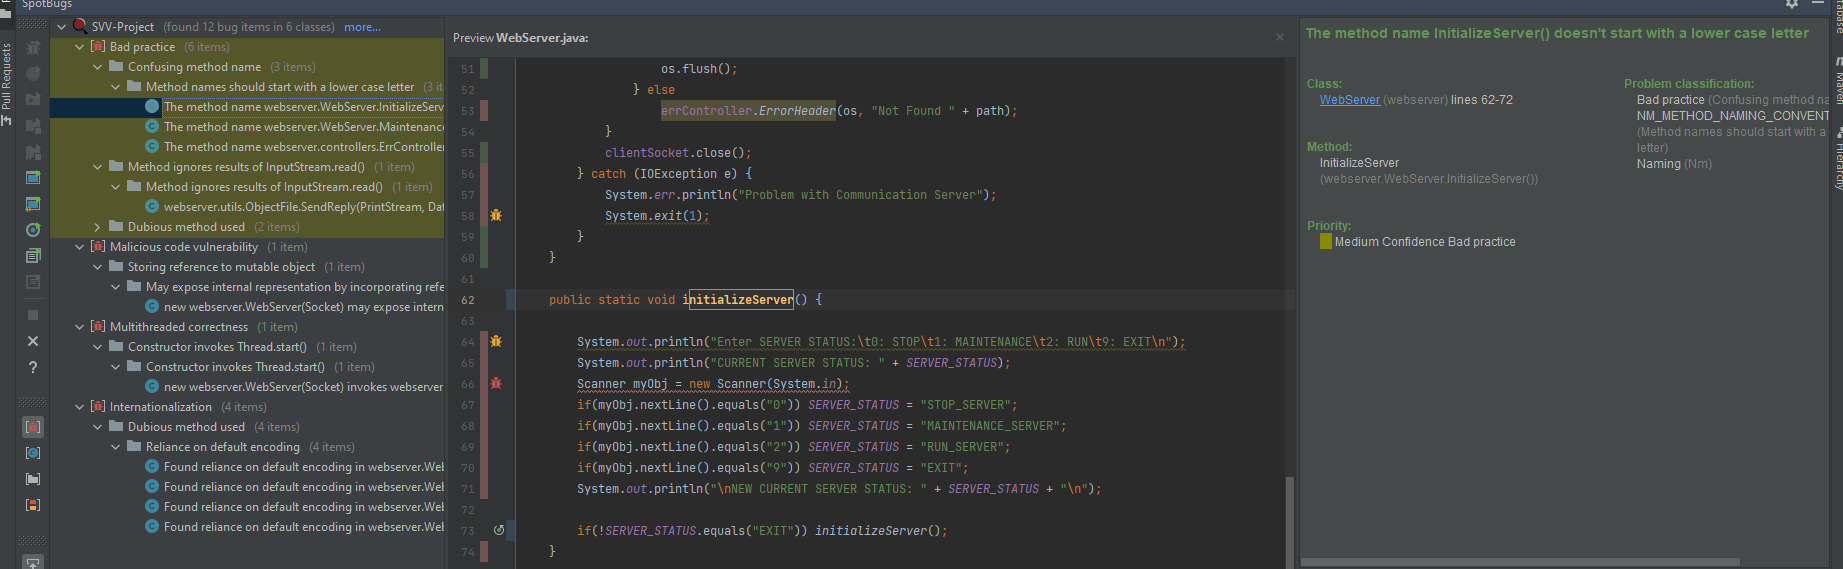 SpotBugs
Pull Requests
SVV-Project (found 12 bug items in 6 classes) more...
Bad practice (6 items)
Confusing method name (3 items)
Method names should start with a lower case letter (3 it
The method name webserver.WebServer.InitializeServ
The method name webserver.WebServer.Maintenance
The method name webserver.controllers.ErrController
Method ignores results of InputStream.read() (1 item)
Method ignores results of InputStream.read() (1 item)
webserver.utils.ObjectFile.SendReply(PrintStream, Dat
Dubious method used (2 items)
Malicious code vulnerability (1 item)
Storing reference to mutable object (1 item)
May expose internal representation by incorporating refe
new webserver.WebServer(Socket) may expose intern
Multithreaded correctness (1 item)
Constructor invokes Thread.start() (1 item)
Constructor invokes Thread.start() (1 item)
new webserver.WebServer(Socket) invokes webserver
Internationalization (4 items)
Dubious method used (4 items)
Reliance on default encoding (4 items)
Found reliance on default encoding in webserver.Wel
Found reliance on default encoding in webserver.Wel
Found reliance on default encoding in webserver.Wel
Found reliance on default encoding in webserver.Wel
Preview WebServer.java:
51 os.flush();
52 } else
53 errController.ErrorHeader(os, "Not Found " + path);
54 }
55 clientSocket.close();
56 } catch (IOException e) {
57 System.err.println("Problem with Communication Server");
58 System.exit(1);
59 }
60 }
61
62 public static void initializeServer() {
63
64 System.out.println("Enter SERVER STATUS:\t0: STOP\t1: MAINTENANCE\t2: RUN\t9: EXIT\n");
65 System.out.println("CURRENT SERVER STATUS: " + SERVER_STATUS);
66 Scanner myObj = new Scanner(System.in);
67 if(myObj.nextLine().equals("0")) SERVER_STATUS = "STOP_SERVER";
68 if(myObj.nextLine().equals("1")) SERVER_STATUS = "MAINTENANCE_SERVER";
69 if(myObj.nextLine().equals("2")) SERVER_STATUS = "RUN_SERVER";
70 if(myObj.nextLine().equals("9")) SERVER_STATUS = "EXIT";
71 System.out.println("\nNEW CURRENT SERVER STATUS: " + SERVER_STATUS + "\n");
72
73 if(!SERVER_STATUS.equals("EXIT")) initializeServer();
74 }
The method name InitializeServer() doesn't start with a lower case letter
Class:
WebServer (webserver) lines 62-72
Method:
InitializeServer
(webserver.WebServer.InitializeServer())
Priority:
Medium Confidence Bad practice
Problem classification:
Bad practice (Confusing method na
NM_METHOD_NAMING_CONVENT
(Method names should start with a
letter)
Naming (Nm)
tabase
Maven
Hierarchy